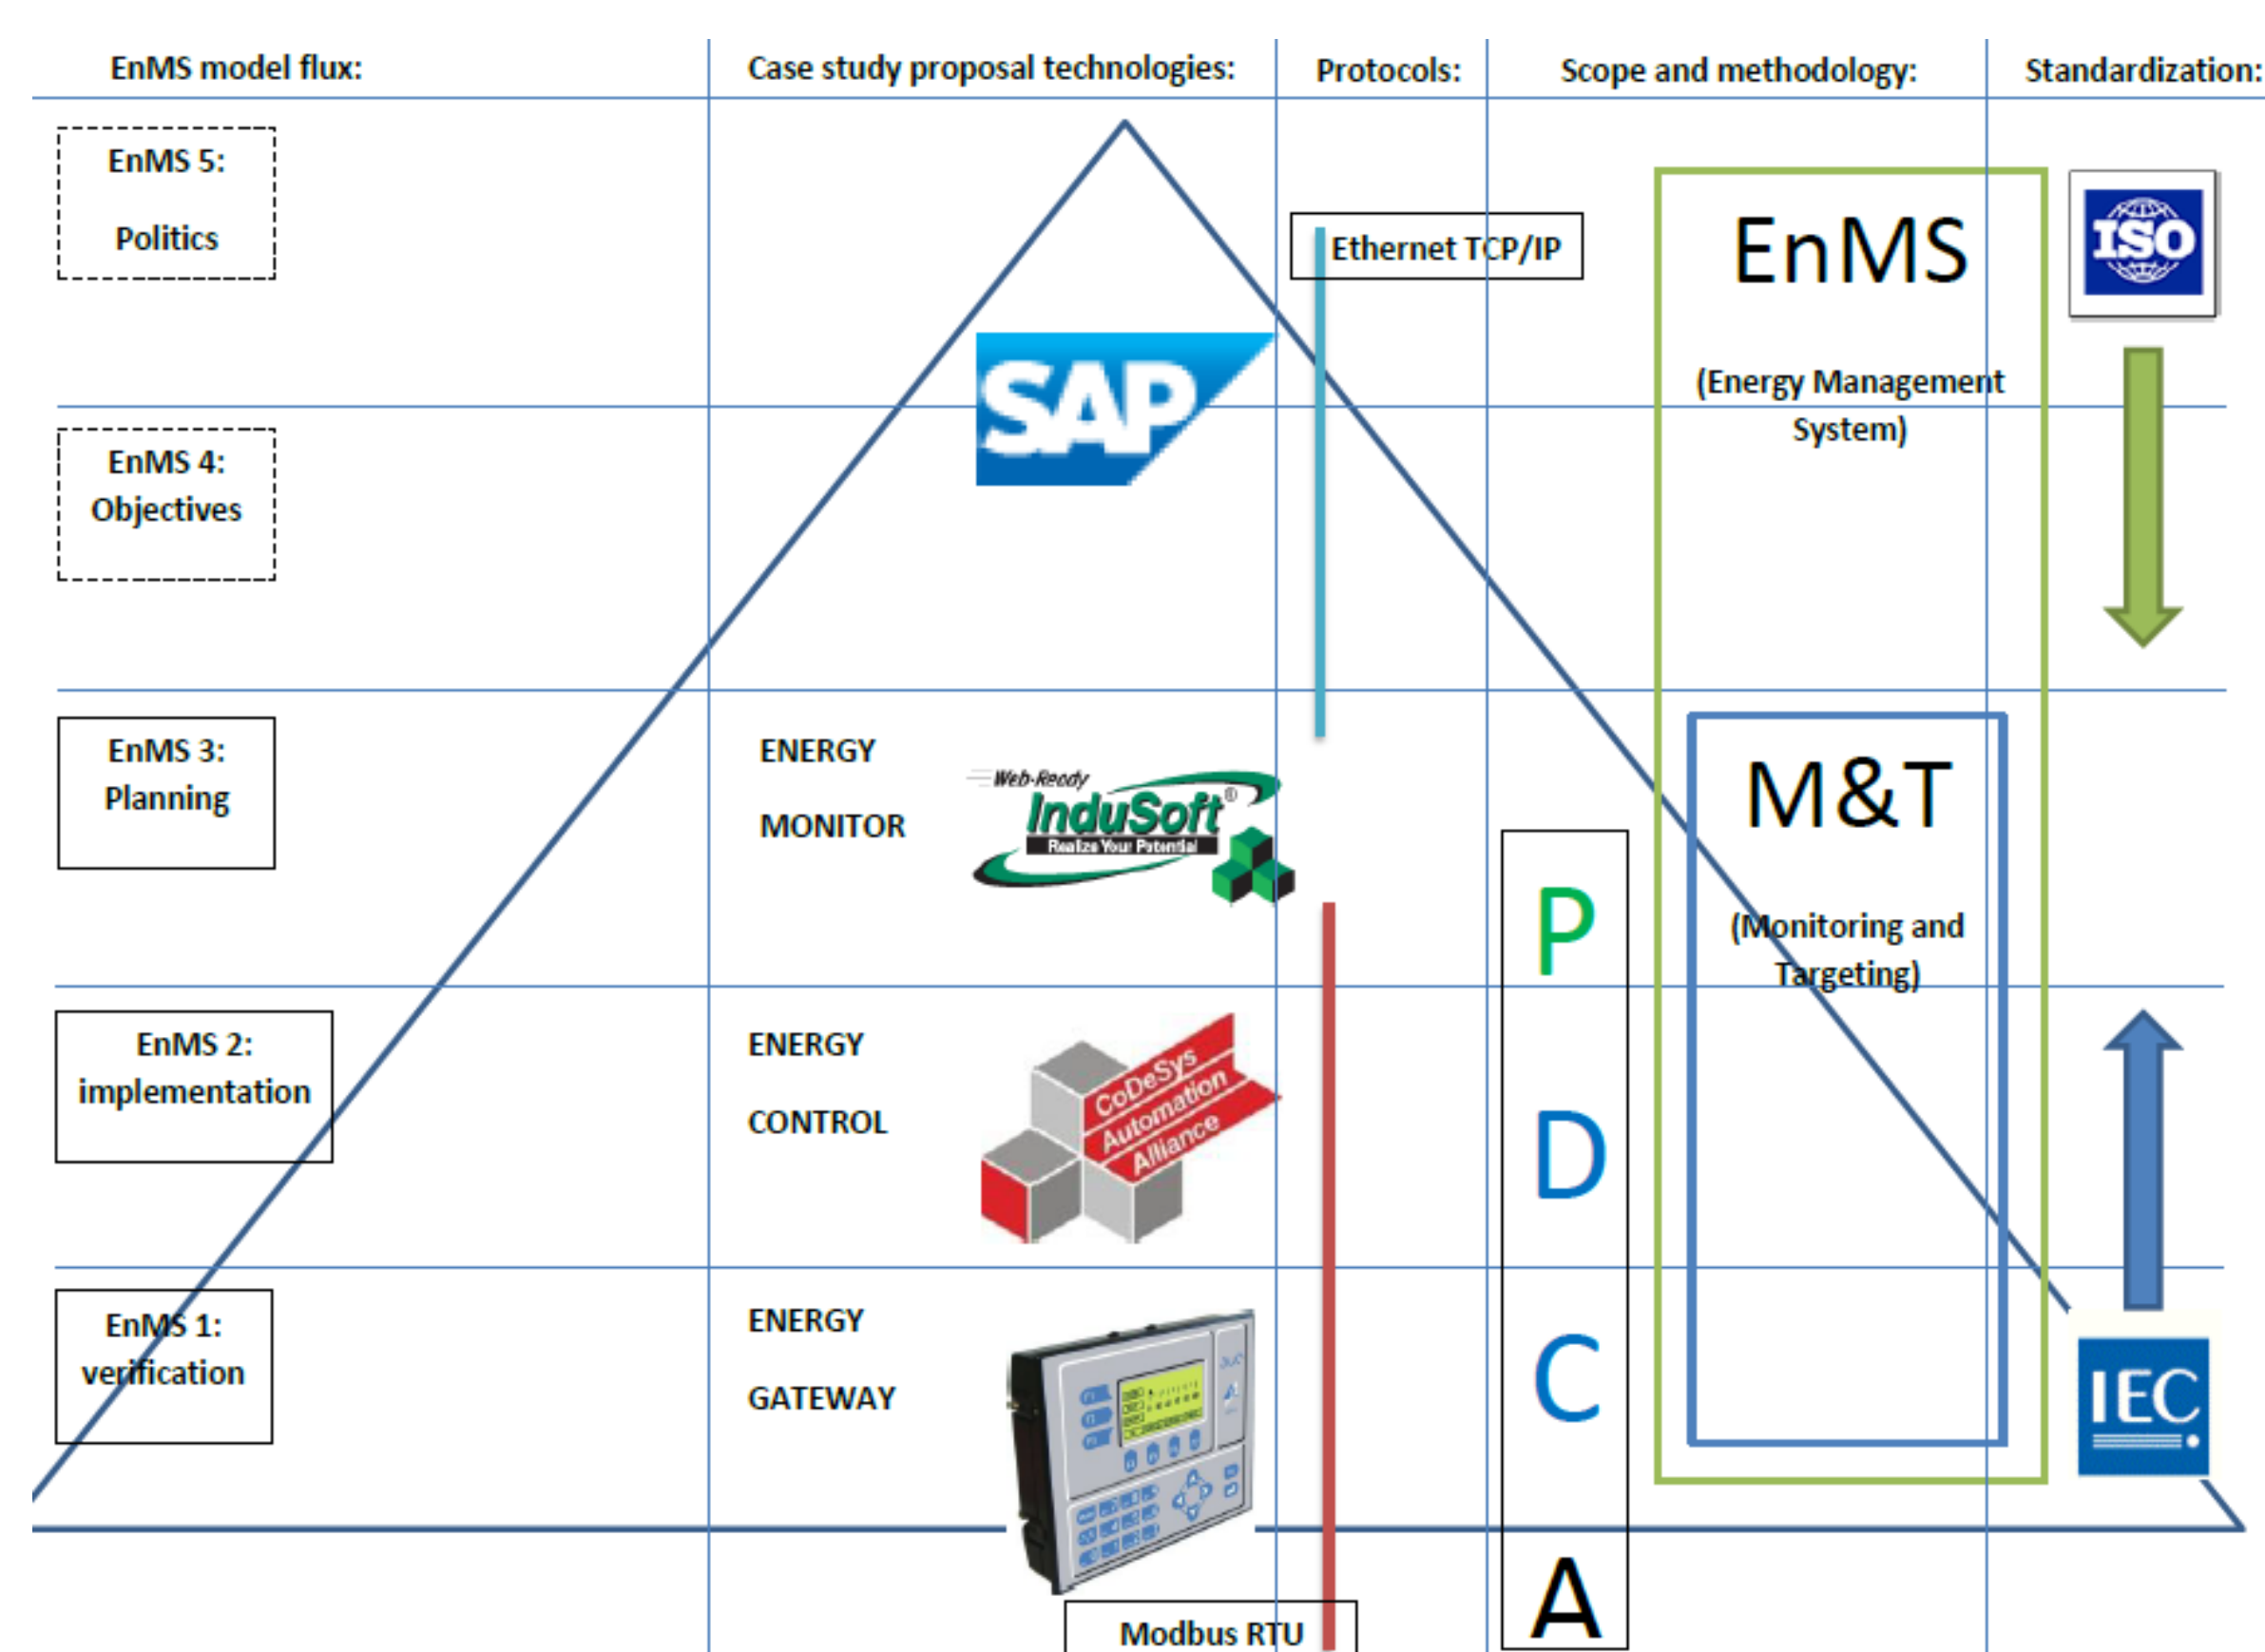 EnMS model flux:
Case study proposal technologies:
Protocols:
Scope and methodology:
Standardization:
EnMS 5:
Politics
Ethernet TCP/IP
EnMS
(Energy Management
System)
ISO
SAP
EnMS 4:
Objectives
EnMS 3:
Planning
ENERGY
MONITOR
Web-Ready
InduSoft®
Realize Your Potential
M&T
(Monitoring and
Targeting)
P
EnMS 2:
implementation
ENERGY
CONTROL
CoDeSys
Automation
Alliance
D
EnMS 1:
verification
ENERGY
GATEWAY
C
IEC
A
Modbus RTU